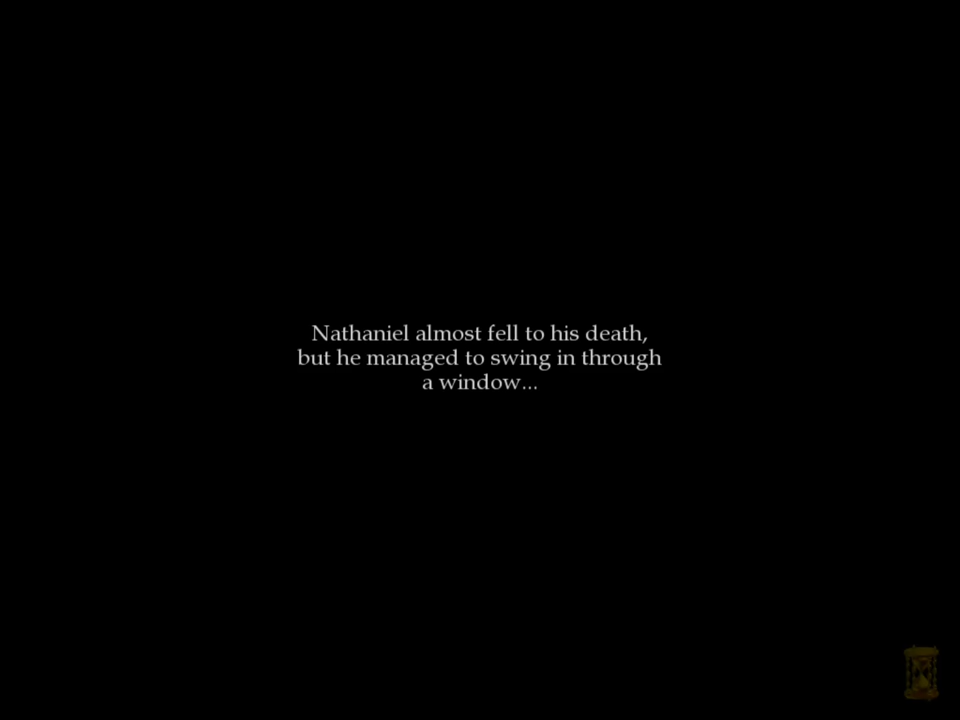 Nathaniel almost fell to his death,
but he managed to swing in through
a window...